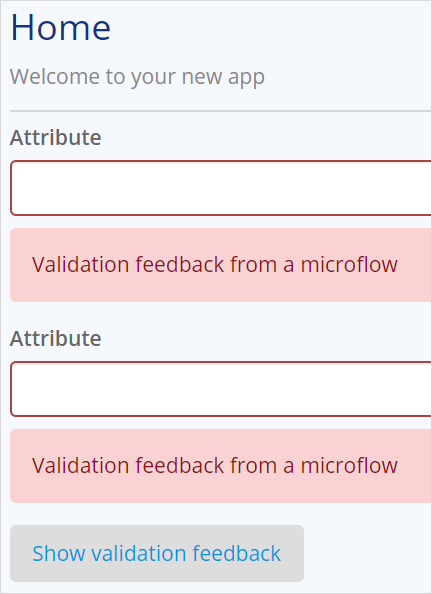 Home
Welcome to your new app
Attribute
Validation feedback from a microflow
Attribute
Validation feedback from a microflow
Show validation feedback